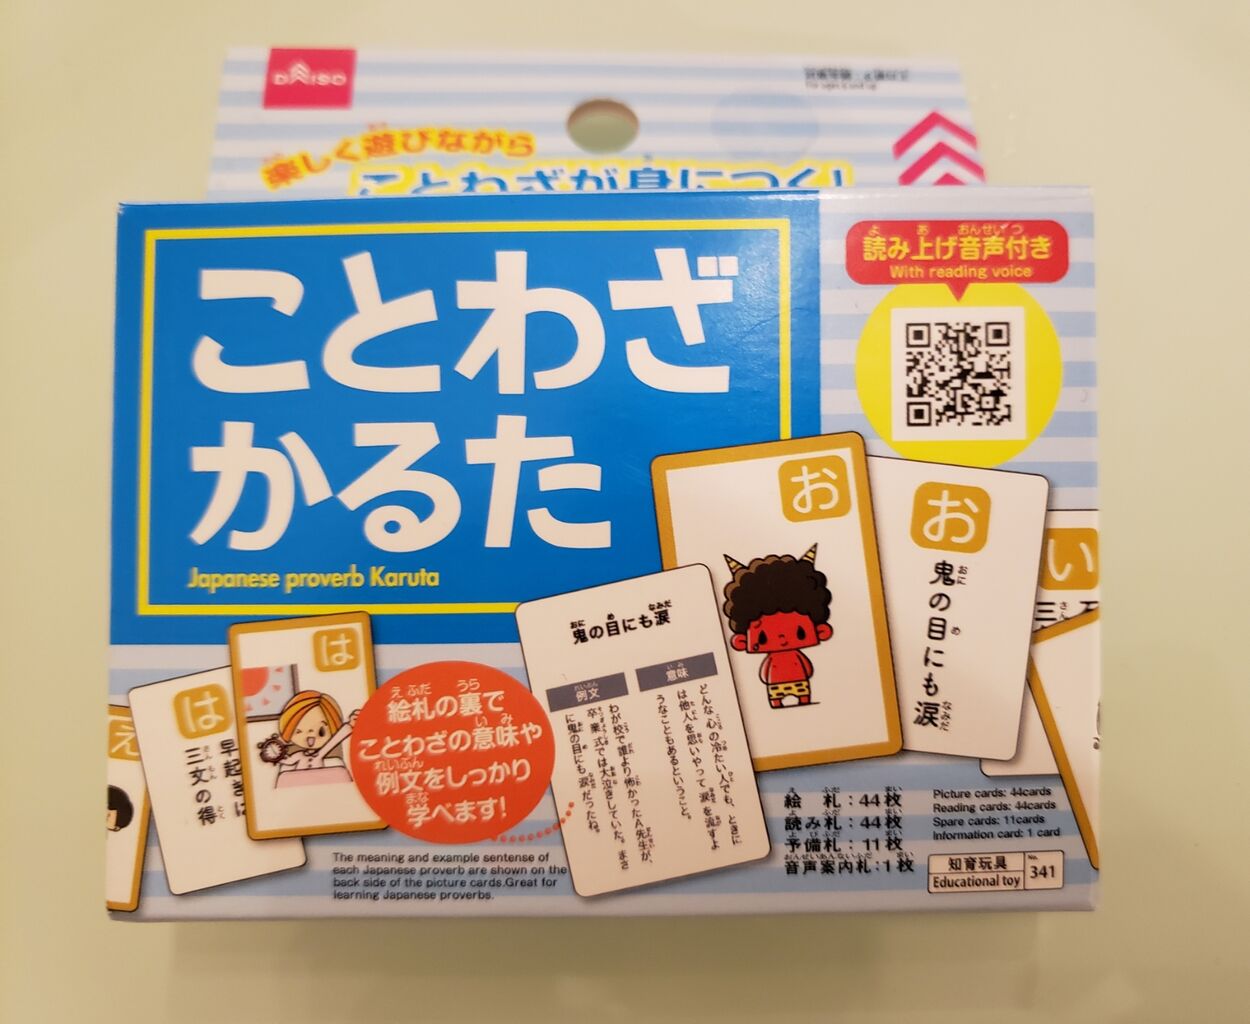 DAISO
楽しく遊びながら
ことわざが身につく!
ことわざ
かるた
Japanese proverb Karuta
読み上げ音声付き
With reading voice
お
お
鬼の目にも涙
い
鬼の目にも涙
意味
どんな心の冷たい人でも、ときに
は他人を思いやって涙を流すよ
うなこともあるということ。
例文
わが校で誰より怖かったA先生が、
卒業式では大泣きしていた。まさ
に鬼の目にも涙だったね。
は
は
早起きは
三文の得
え
絵札の裏で
ことわざの意味や
例文をしっかり
学べます!
The meaning and example sentense of
each Japanese proverb are shown on the
back side of the picture cards.Great for
learning Japanese proverbs.
絵 札:44枚
読み札:44枚
予備札:11枚
音声案内札:1枚
Picture cards: 44cards
Reading cards: 44cards
Spare cards: 11cards
Information card: 1 card
知育玩具
Educational toy
No.
341